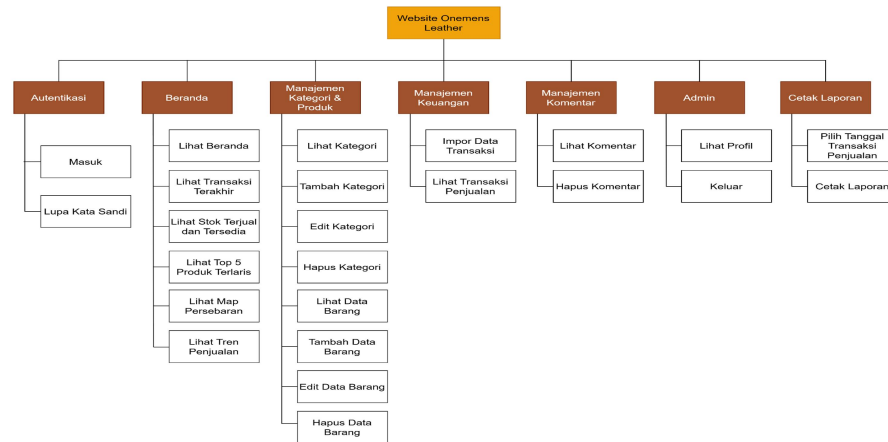 Website Onemens
Leather
Autentikasi
Beranda
Manajemen
Kategori &
Produk
Manajemen
Keuangan
Manajemen
Komentar
Admin
Cetak Laporan
Masuk
Lupa Kata Sandi
Lihat Beranda
Lihat Transaksi
Terakhir
Lihat Stok Terjual
dan Tersedia
Lihat Top 5
Produk Terlaris
Lihat Map
Persebaran
Lihat Tren
Penjualan
Lihat Kategori
Tambah Kategori
Edit Kategori
Hapus Kategori
Lihat Data
Barang
Tambah Data
Barang
Edit Data Barang
Hapus Data
Barang
Impor Data
Transaksi
Lihat Transaksi
Penjualan
Lihat Komentar
Hapus Komentar
Lihat Profil
Keluar
Pilih Tanggal
Transaksi
Penjualan
Cetak Laporan